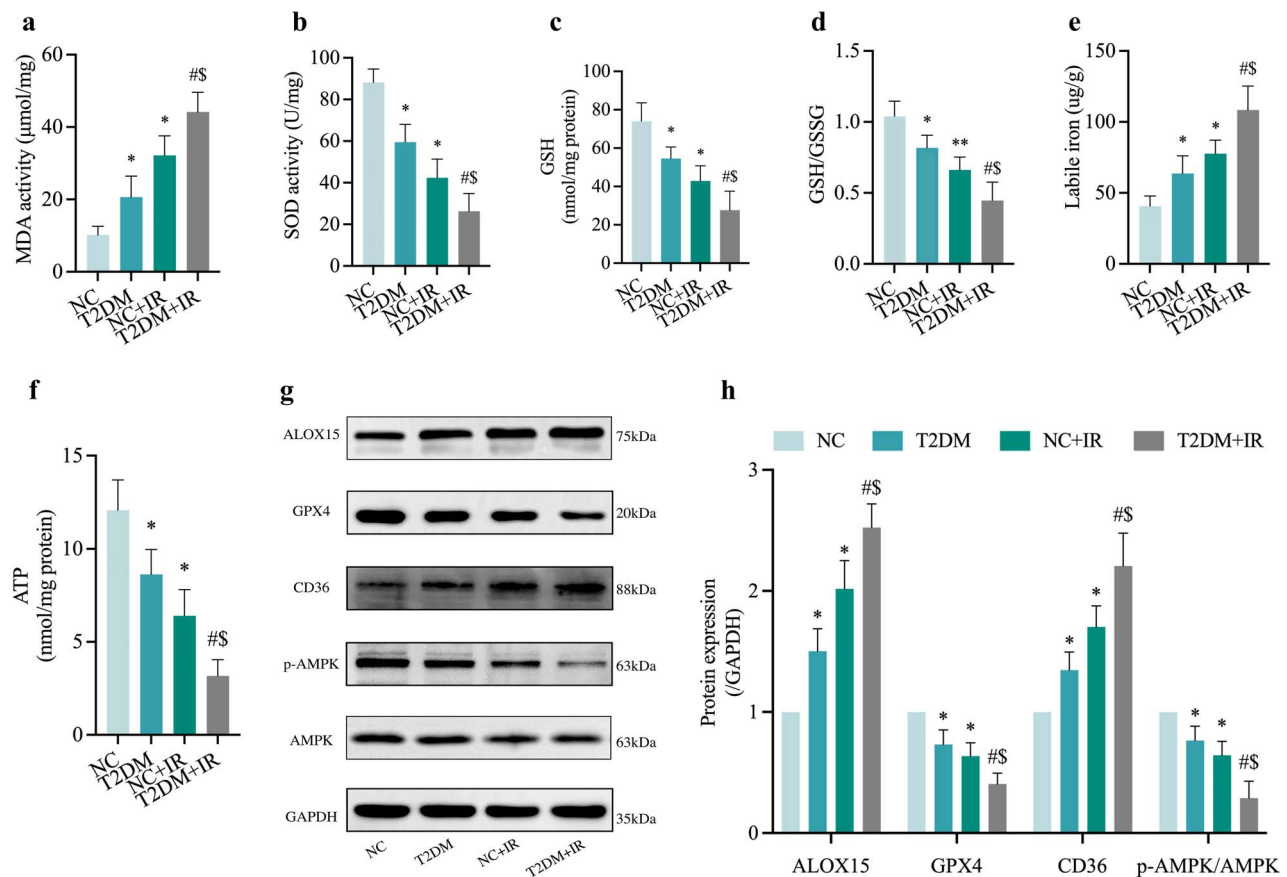 a
MDA activity (μmol/mg)
60
40
20
0
*
*
#$
NC
T2DM
NC+IR
T2DM+IR
b
SOD activity (U/mg)
100
80
60
40
20
0
*
*
#$
NC
T2DM
NC+IR
T2DM+IR
c
GSH
(nmol/mg protein)
80
60
40
20
0
*
*
#$
NC
T2DM
NC+IR
T2DM+IR
d
GSH/GSSG
1.5
1.0
0.5
0.0
*
**
#$
NC
T2DM
NC+IR
T2DM+IR
e
Labile iron (ug/g)
150
100
50
0
*
*
#$
NC
T2DM
NC+IR
T2DM+IR
f
ATP
(nmol/mg protein)
15
10
5
0
*
*
#$
NC
T2DM
NC+IR
T2DM+IR
g
ALOX15 75kDa
GPX4 20kDa
CD36 88kDa
p-AMPK 63kDa
AMPK 63kDa
GAPDH 35kDa
NC T2DM NC+IR T2DM+IR
h
NC T2DM NC+IR T2DM+IR
Protein expression
(/GAPDH)
3
2
1
0
* * #$
* * #$
* * #$
* * #$
ALOX15 GPX4 CD36 p-AMPK/AMPK